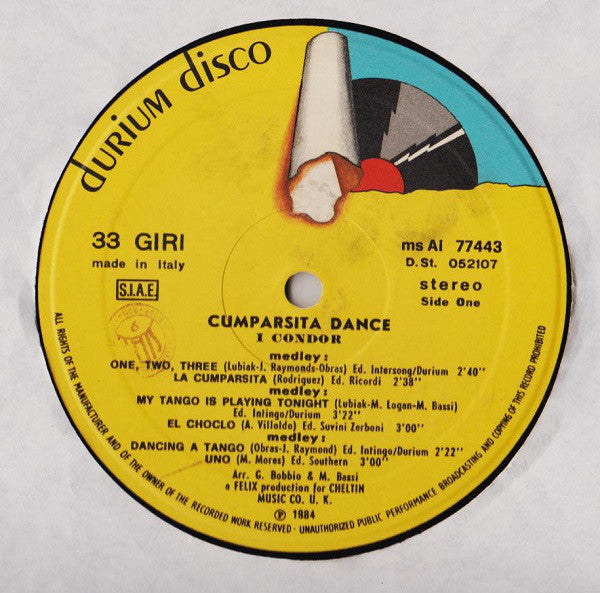 durium disco
33 GIRI
made in Italy
S.I.A.E.
6
ms AI 77443
D.St. 052107
stereo
Side One
CUMPARSITA DANCE
I CONDOR
medley:
ONE, TWO, THREE (Lubiak-J. Raymonds-Obras) Ed. Intersong/Durium 2'40"
LA CUMPARSITA (Rodriguez) Ed. Ricordi 2'38"
medley:
MY TANGO IS PLAYING TONIGHT (Lubiak-M. Logan-M. Bassi)
Ed. Intingo/Durium 3'22"
EL CHOCLO (A. Villoldo) Ed. Suvini Zerboni 3'00"
medley:
DANCING A TANGO (Obras-J. Raymond) Ed. Intingo/Durium 2'22"
UNO (M. Mores) Ed. Southern 3'00"
Arr. G. Bobbio & M. Bassi
a FELIX production for CHELTIN
MUSIC CO. U. K.
℗ 1984
ALL RIGHTS OF THE MANUFACTURER AND OF THE OWNER OF THE RECORDED WORK RESERVED · UNAUTHORIZED PUBLIC PERFORMANCE BROADCASTING AND COPYING OF THIS RECORD PROHIBITED